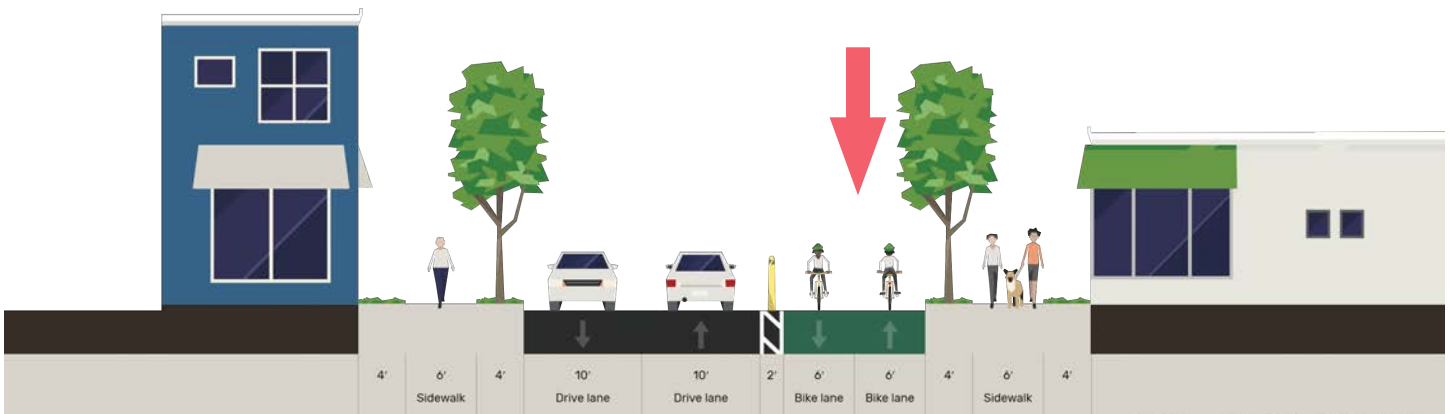 4' 6' 4' 10' 10' 2' 6' 6' 4' 6' 4'
Sidewalk Drive lane Drive lane Bike lane Bike lane Sidewalk